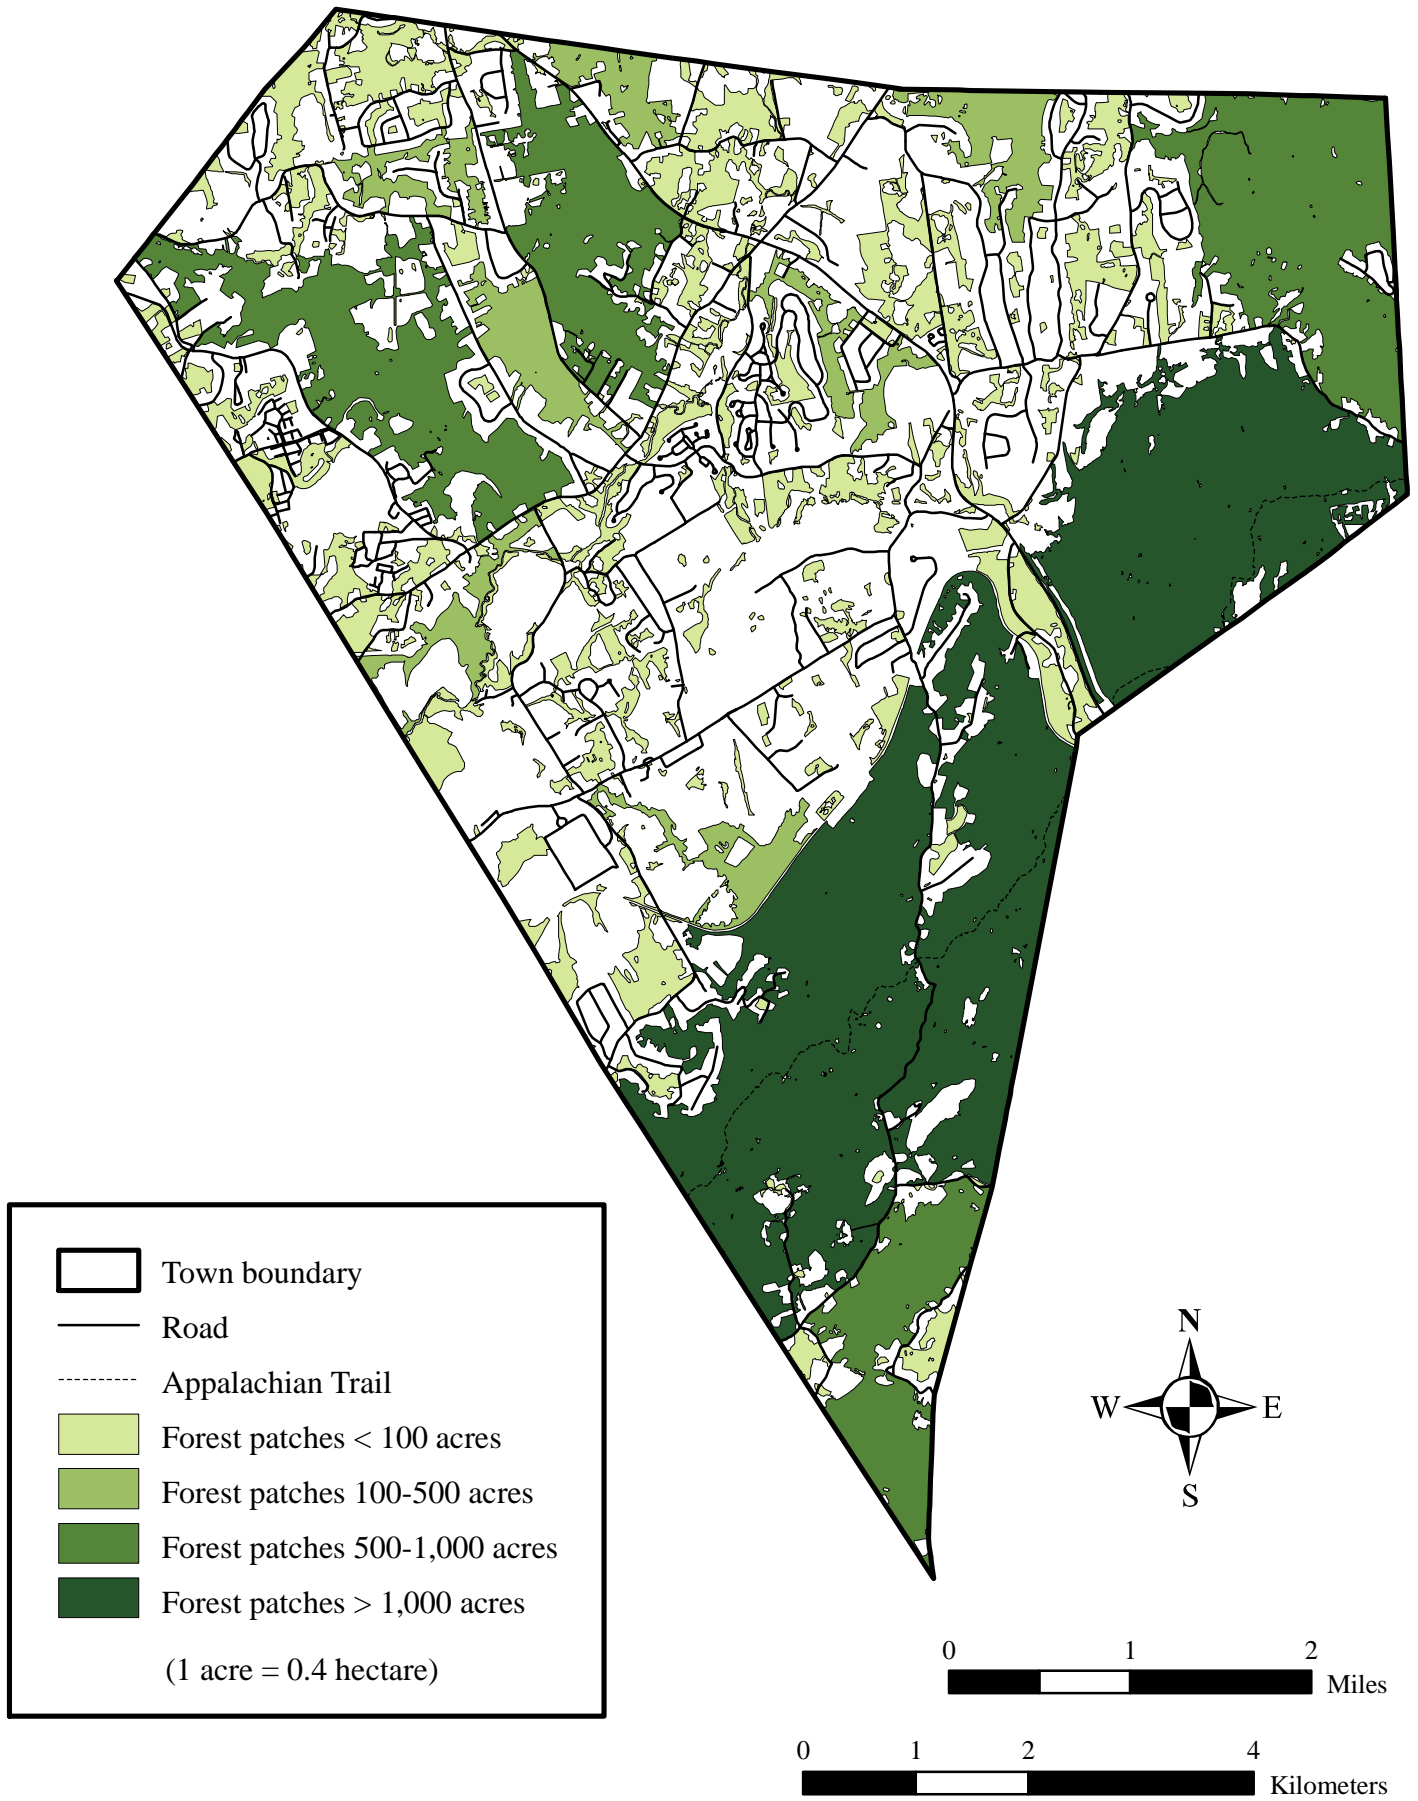 Town boundary
Road
Appalachian Trail
Forest patches < 100 acres
Forest patches 100-500 acres
Forest patches 500-1,000 acres
Forest patches > 1,000 acres
(1 acre = 0.4 hectare)
N
W E
S
0 1 2
Miles
0 1 2 4
Kilometers